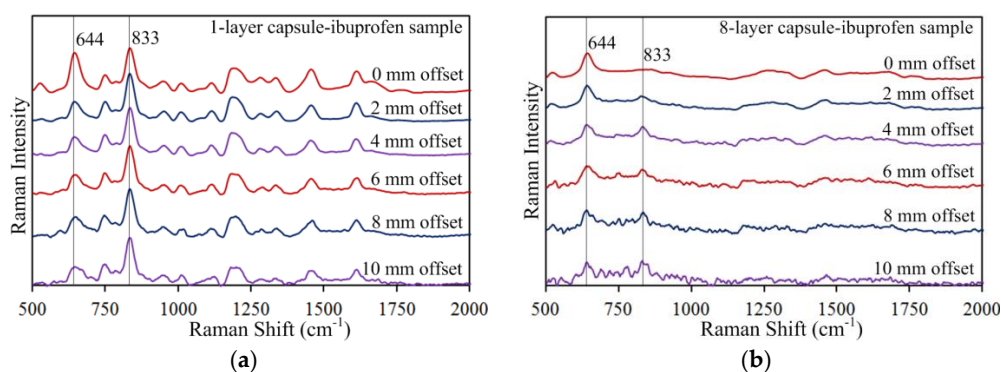 1-layer capsule-ibuprofen sample
644
833
0 mm offset
2 mm offset
4 mm offset
6 mm offset
8 mm offset
10 mm offset
Raman Intensity
500 750 1000 1250 1500 1750 2000
Raman Shift (cm⁻¹)
(a)
8-layer capsule-ibuprofen sample
644
833
0 mm offset
2 mm offset
4 mm offset
6 mm offset
8 mm offset
10 mm offset
Raman Intensity
500 750 1000 1250 1500 1750 2000
Raman Shift (cm⁻¹)
(b)